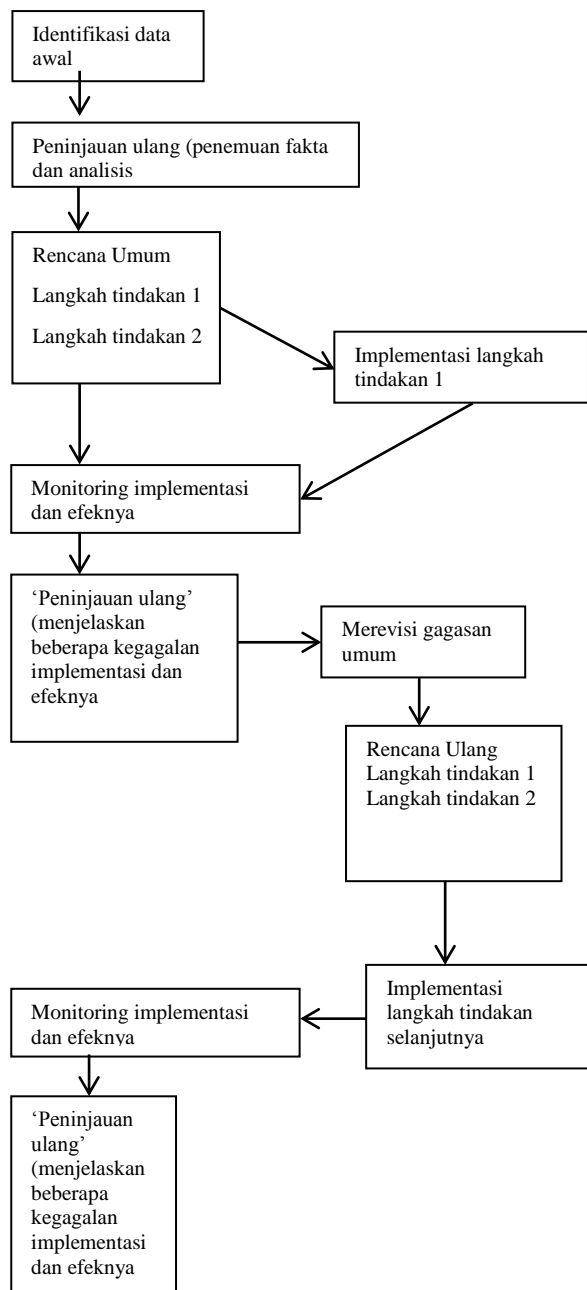 Identifikasi data
awal
Peninjauan ulang (penemuan fakta
dan analisis
Rencana Umum
Langkah tindakan 1
Langkah tindakan 2
Implementasi langkah
tindakan 1
Monitoring implementasi
dan efeknya
‘Peninjauan ulang’
(menjelaskan
beberapa kegagalan
implementasi dan
efeknya
Merevisi gagasan
umum
Rencana Ulang
Langkah tindakan 1
Langkah tindakan 2
Implementasi
langkah tindakan
selanjutnya
Monitoring implementasi
dan efeknya
‘Peninjauan
ulang’
(menjelaskan
beberapa
kegagalan
implementasi
dan efeknya